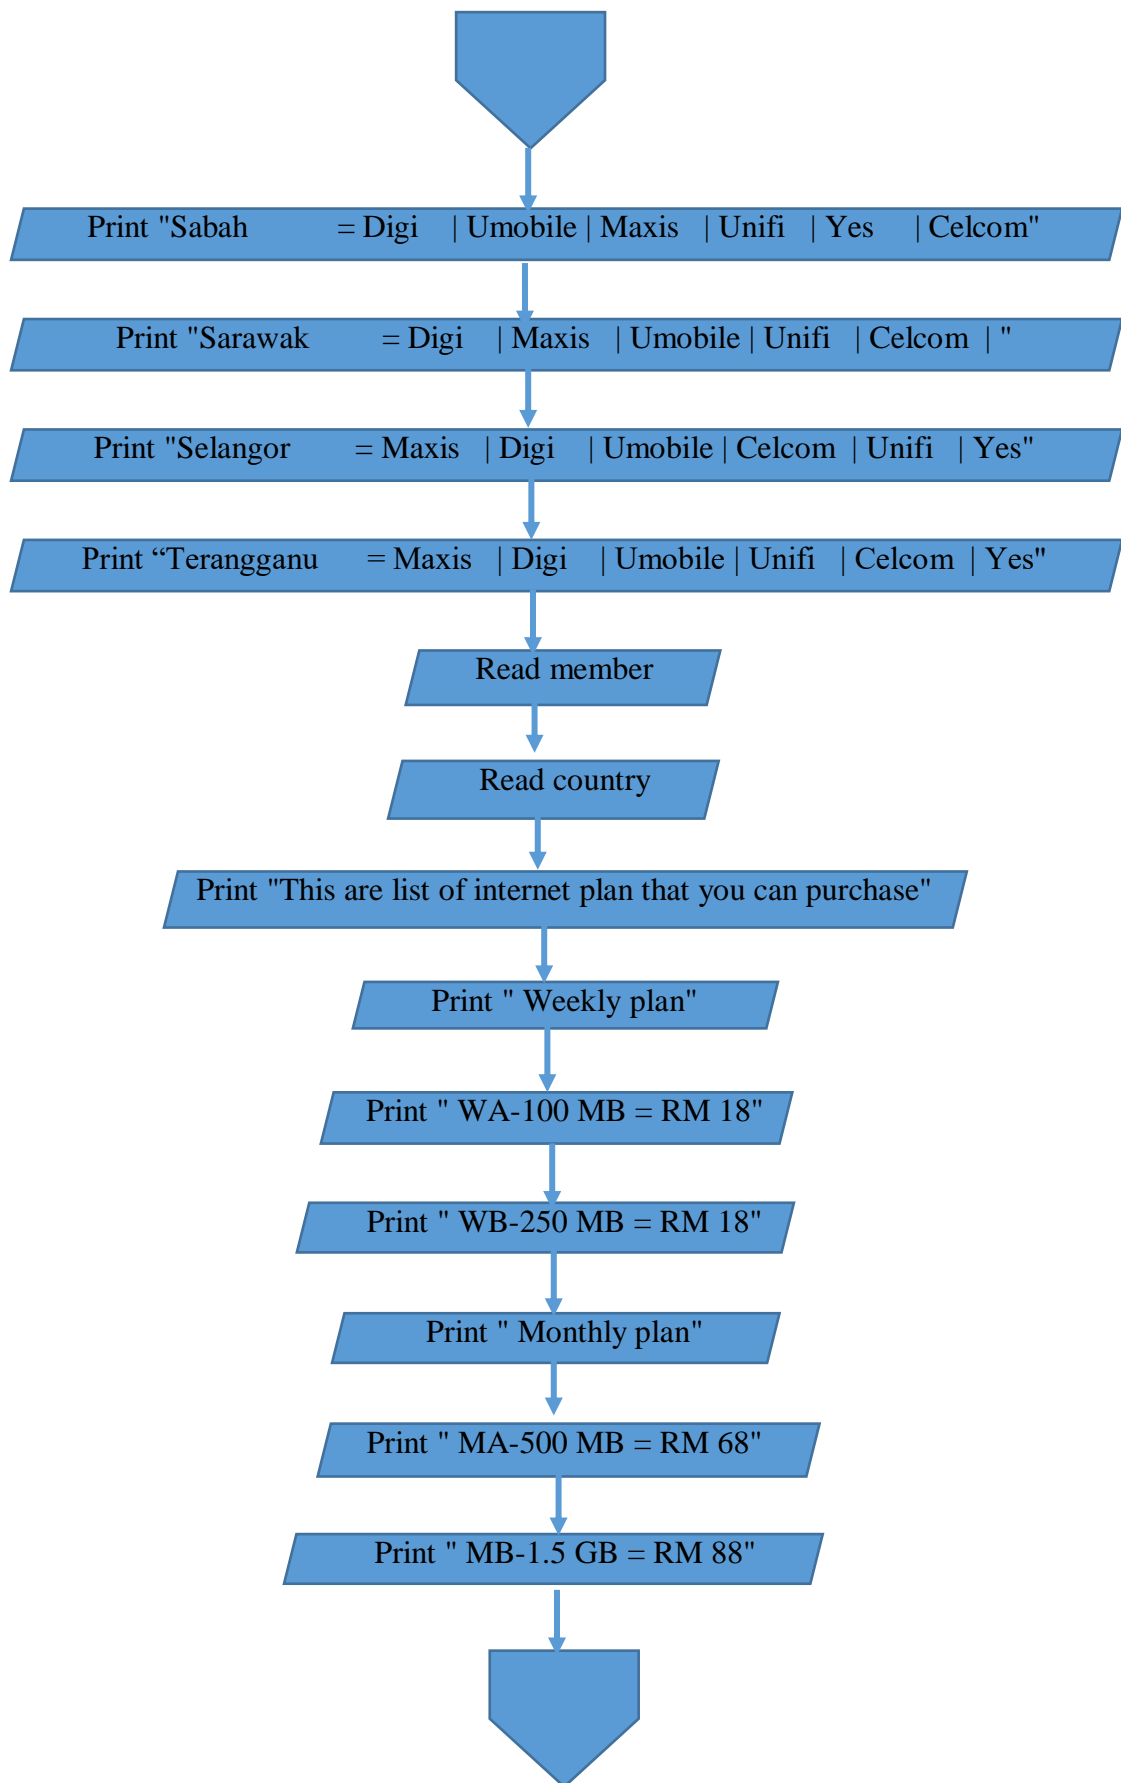 Print "Sabah = Digi | Umobile | Maxis | Unifi | Yes | Celcom"
Print "Sarawak = Digi | Maxis | Umobile | Unifi | Celcom | "
Print "Selangor = Maxis | Digi | Umobile | Celcom | Unifi | Yes"
Print “Terangganu = Maxis | Digi | Umobile | Unifi | Celcom | Yes"
Read member
Read country
Print "This are list of internet plan that you can purchase"
Print " Weekly plan"
Print " WA-100 MB = RM 18"
Print " WB-250 MB = RM 18"
Print " Monthly plan"
Print " MA-500 MB = RM 68"
Print " MB-1.5 GB = RM 88"